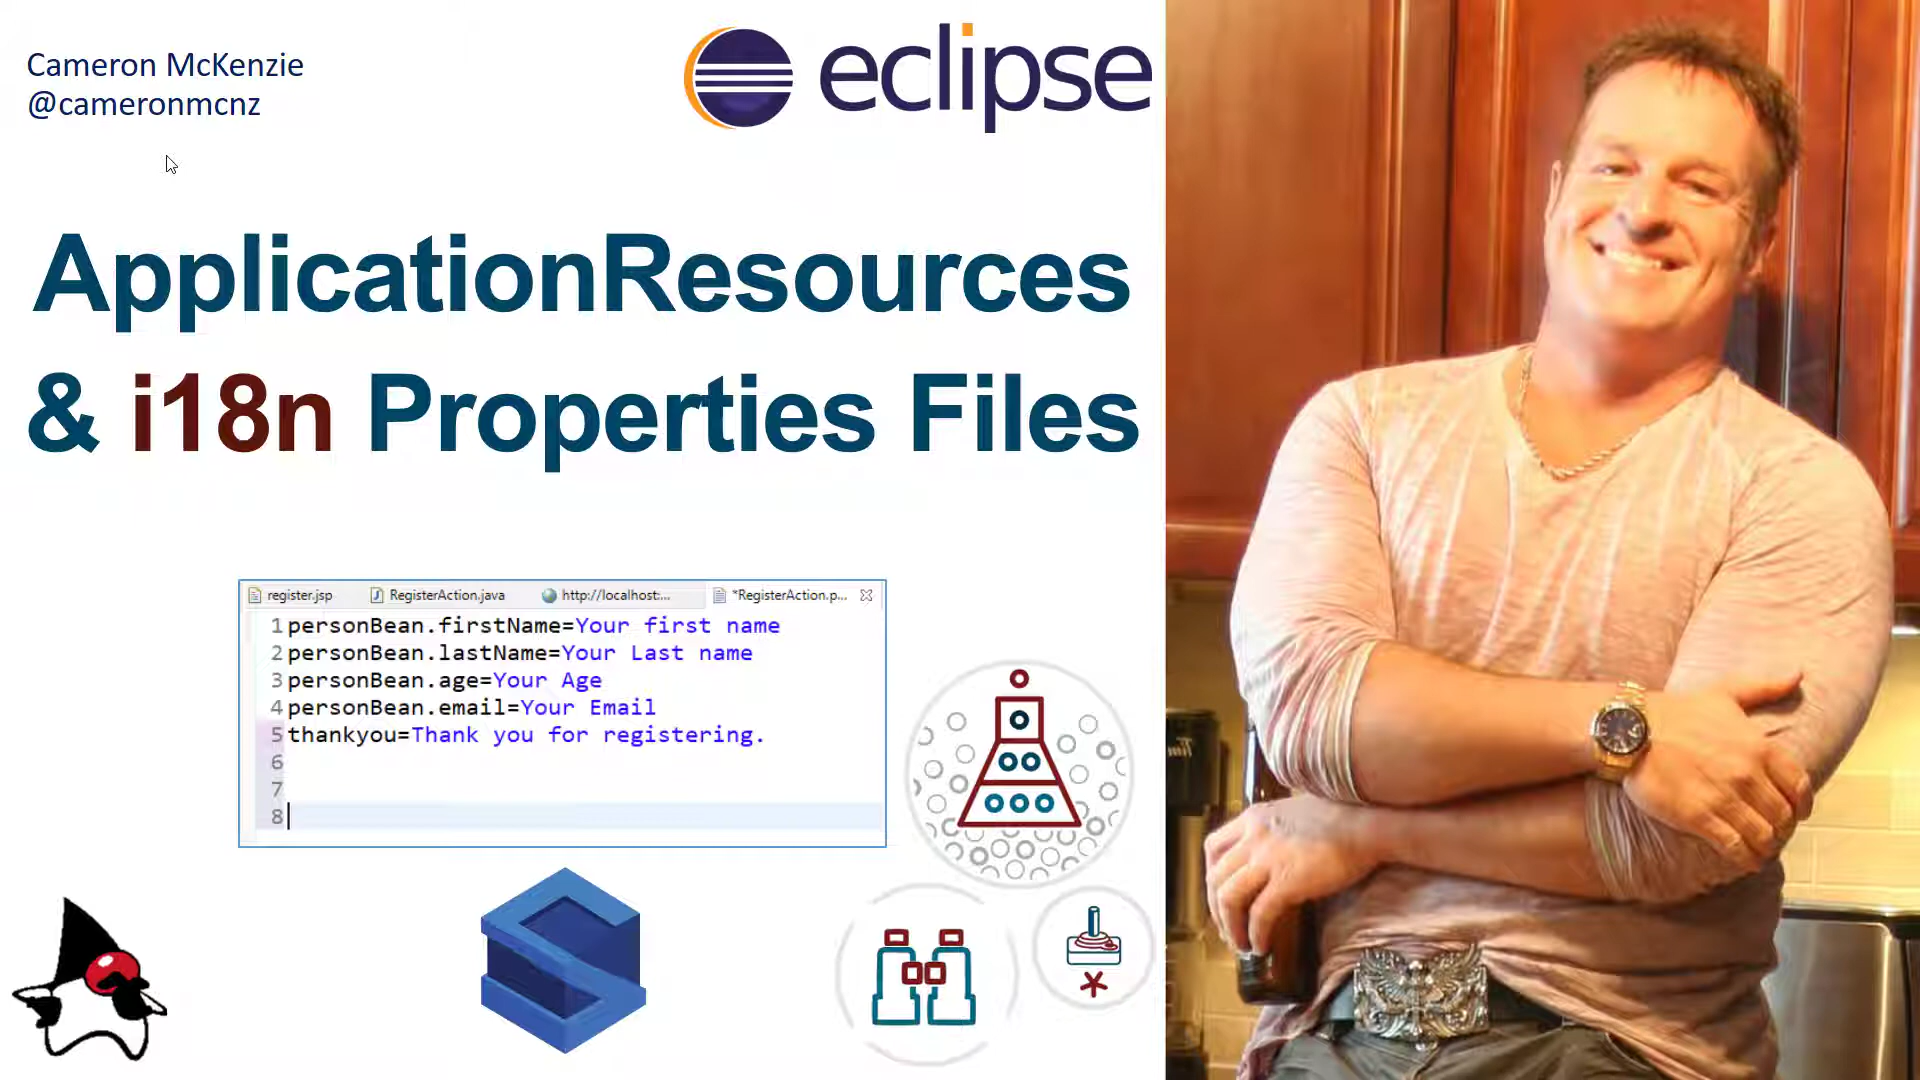 Cameron McKenzie
@cameronmcnz
eclipse
ApplicationResources
& i18n Properties Files
register.jsp RegisterAction.java http://localhost:... *RegisterAction.p...
1 personBean.firstName=Your first name
2 personBean.lastName=Your Last name
3 personBean.age=Your Age
4 personBean.email=Your Email
5 thankyou=Thank you for registering.
6
7
8